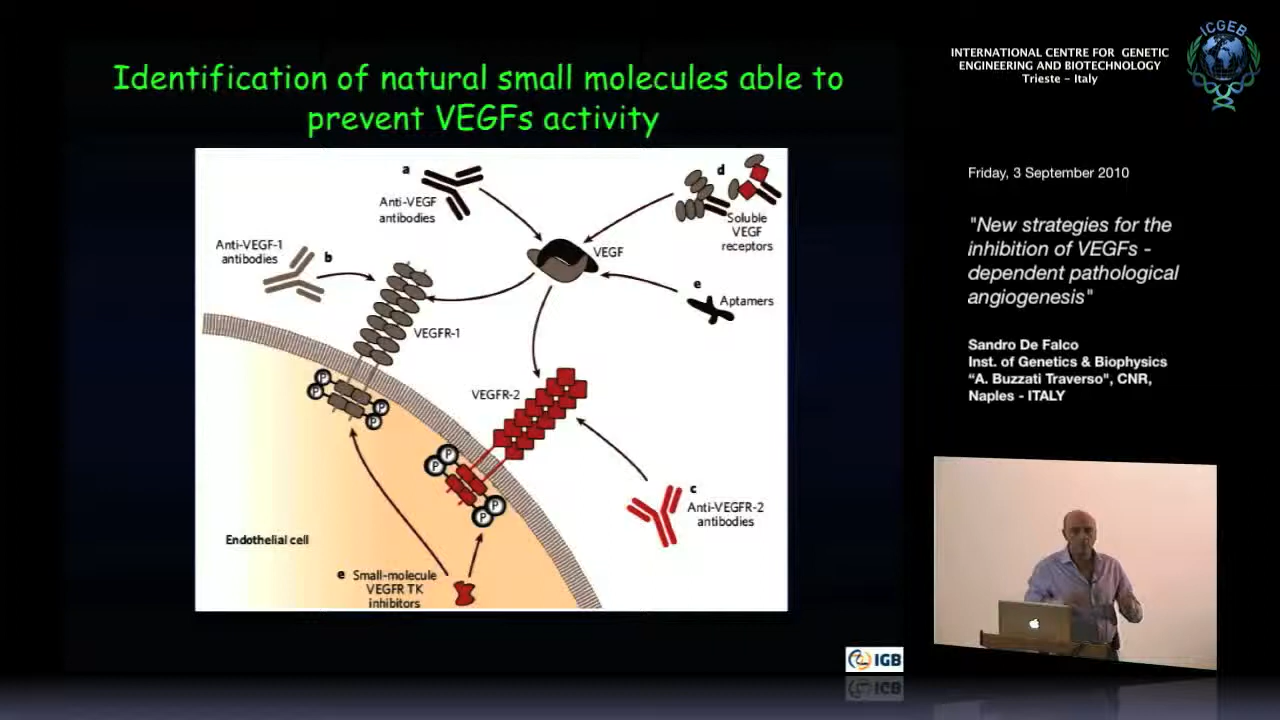 Identification of natural small molecules able to
prevent VEGFs activity
a
Anti-VEGF
antibodies
d
Soluble
VEGF
receptors
Anti-VEGF-1
antibodies
b
VEGF
e
Aptamers
VEGFR-1
P
P
P
P
VEGFR-2
P
P
P
P
c
Anti-VEGFR-2
antibodies
Endothelial cell
e Small-molecule
VEGFR TK
inhibitors
IGB
INTERNATIONAL CENTRE FOR GENETIC
ENGINEERING AND BIOTECHNOLOGY
Trieste - Italy
ICGEB
Friday, 3 September 2010
"New strategies for the
inhibition of VEGFs -
dependent pathological
angiogenesis"
Sandro De Falco
Inst. of Genetics & Biophysics
“A. Buzzati Traverso", CNR,
Naples - ITALY